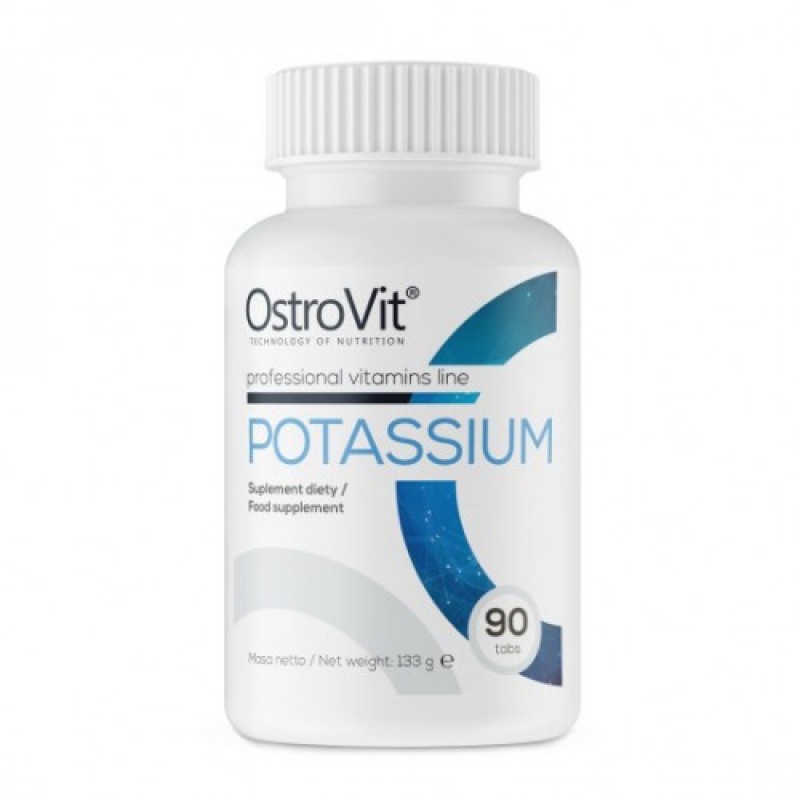 OstroVit®
TECHNOLOGY OF NUTRITION
professional vitamins line
POTASSIUM
Suplement diety /
Food supplement
90
tabs
Masa netto / Net weight: 133 g ℮